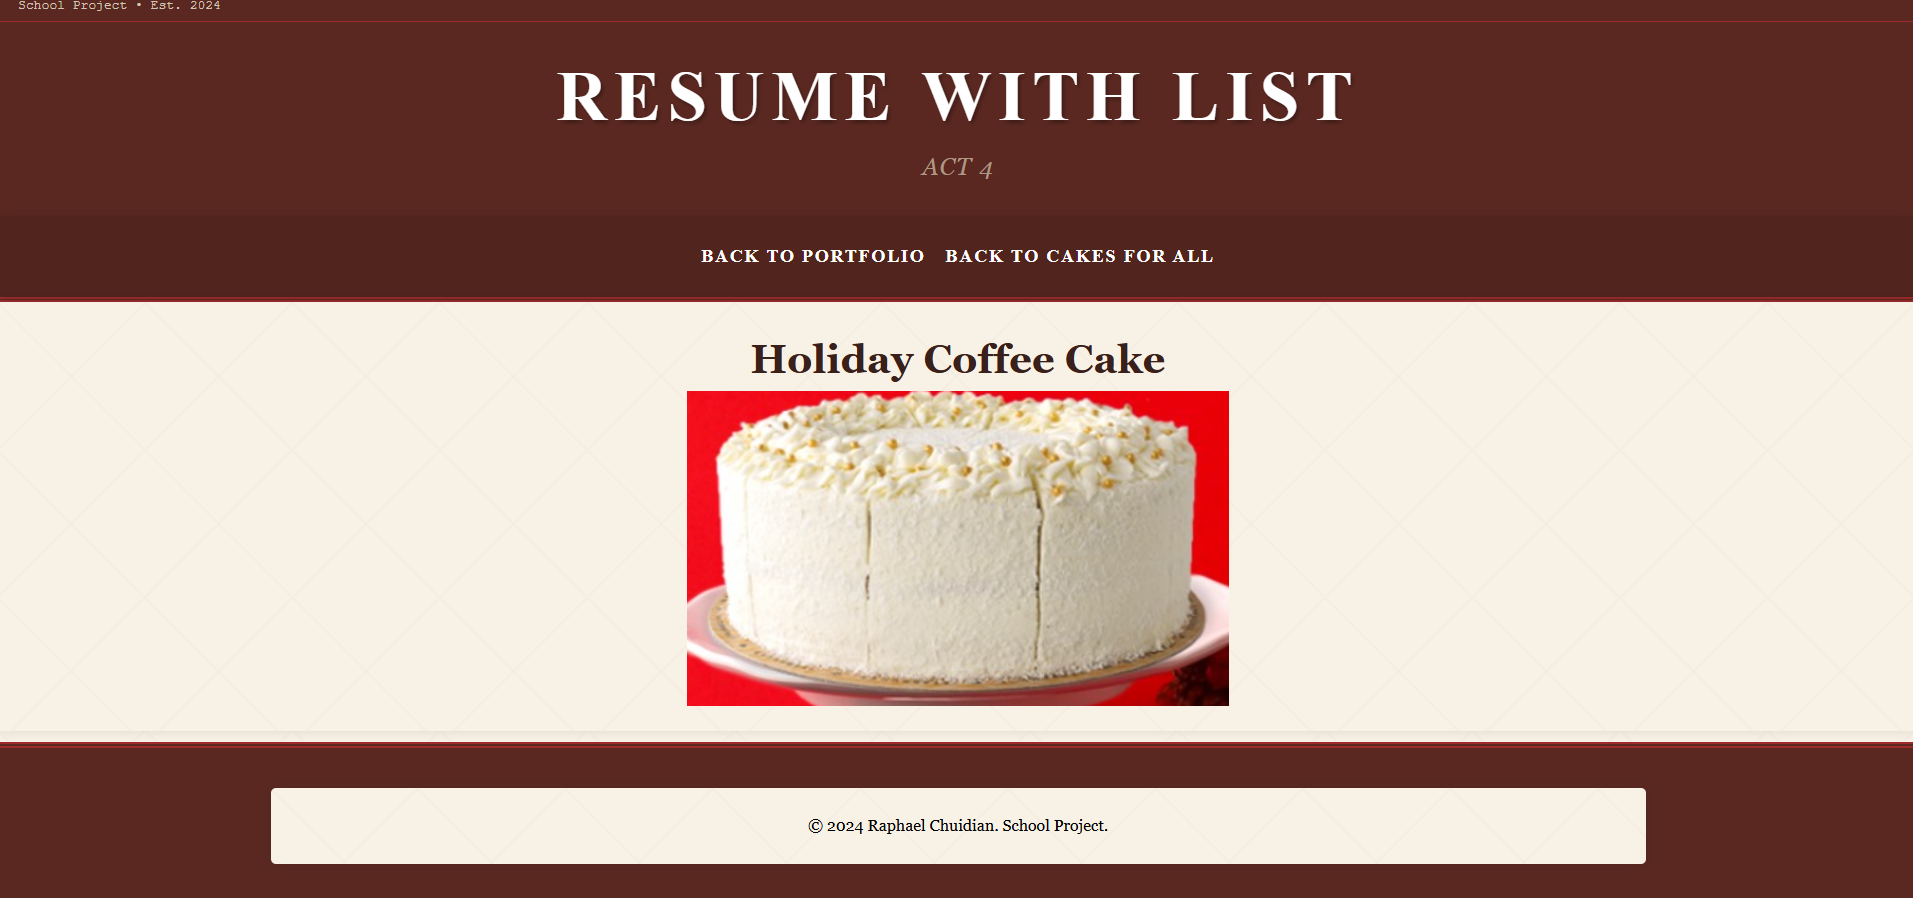 School Project • Est. 2024
RESUME WITH LIST
ACT 4
BACK TO PORTFOLIO BACK TO CAKES FOR ALL
Holiday Coffee Cake
© 2024 Raphael Chuidian. School Project.